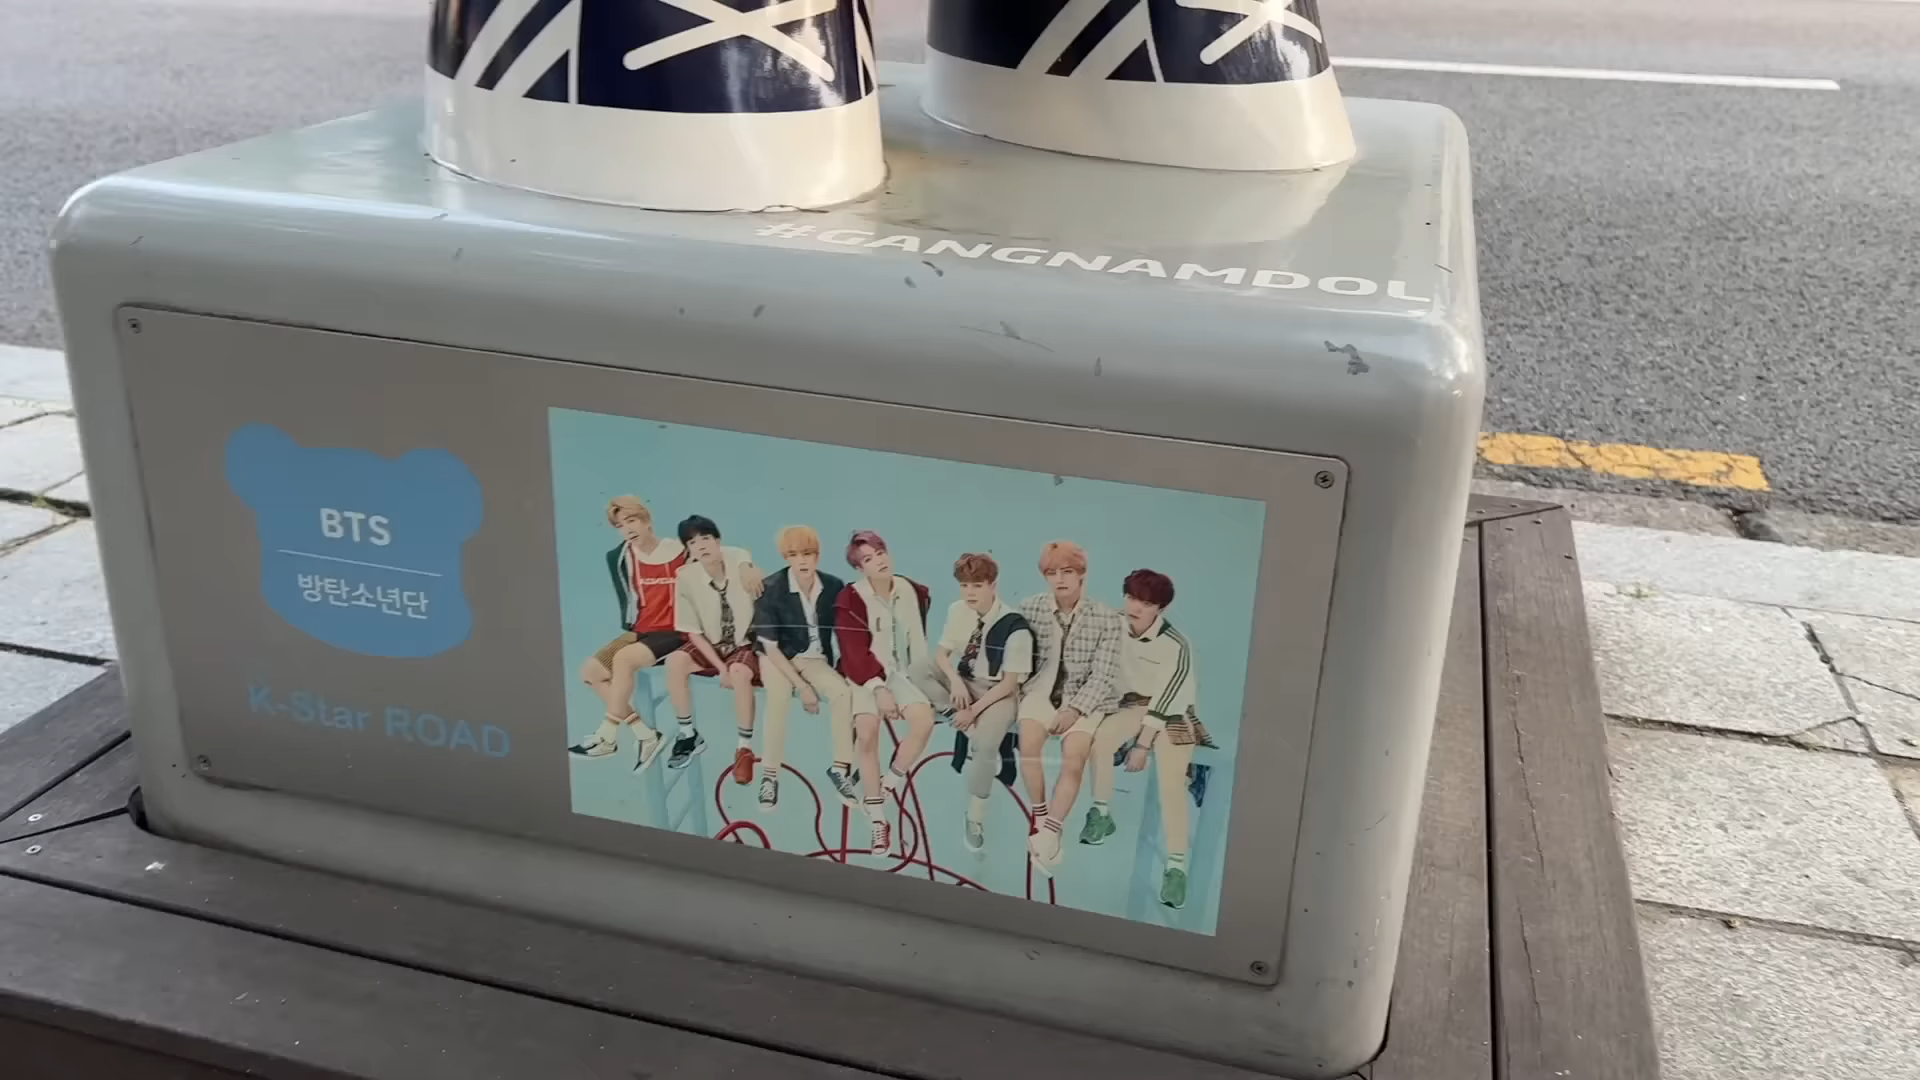 #GANGNAMDOL
BTS
방탄소년단
K-Star ROAD